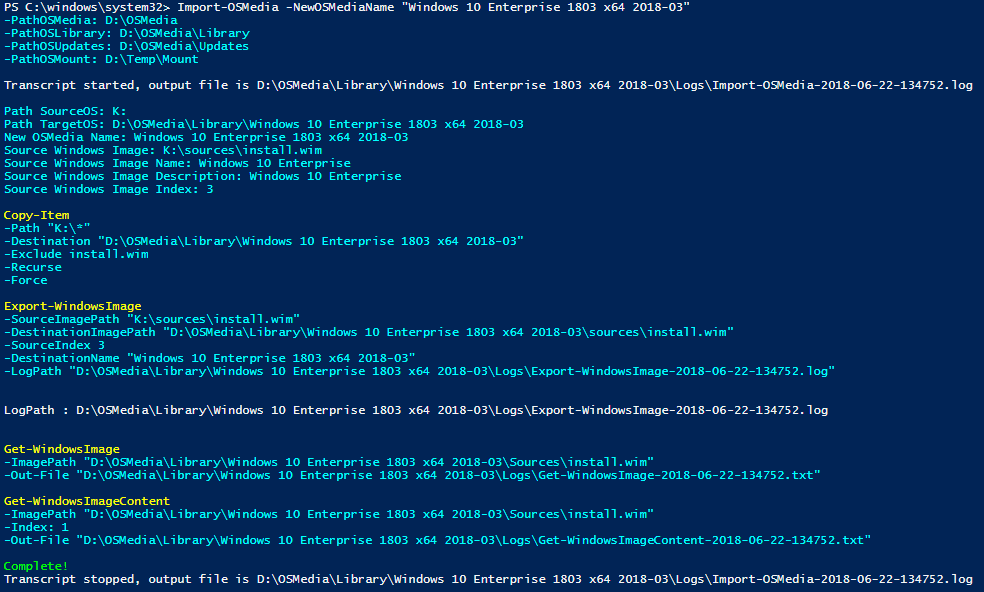 PS C:\windows\system32> Import-OSMedia -NewOSMediaName "Windows 10 Enterprise 1803 x64 2018-03"
-PathOSMedia: D:\OSMedia
-PathOSLibrary: D:\OSMedia\Library
-PathOSUpdates: D:\OSMedia\Updates
-PathOSMount: D:\Temp\Mount
Transcript started, output file is D:\OSMedia\Library\Windows 10 Enterprise 1803 x64 2018-03\Logs\Import-OSMedia-2018-06-22-134752.log
Path SourceOS: K:
Path TargetOS: D:\OSMedia\Library\Windows 10 Enterprise 1803 x64 2018-03
New OSMedia Name: Windows 10 Enterprise 1803 x64 2018-03
Source Windows Image: K:\sources\install.wim
Source Windows Image Name: Windows 10 Enterprise
Source Windows Image Description: Windows 10 Enterprise
Source Windows Image Index: 3
Copy-Item
-Path "K:\*"
-Destination "D:\OSMedia\Library\Windows 10 Enterprise 1803 x64 2018-03"
-Exclude install.wim
-Recurse
-Force
Export-WindowsImage
-SourceImagePath "K:\sources\install.wim"
-DestinationImagePath "D:\OSMedia\Library\Windows 10 Enterprise 1803 x64 2018-03\sources\install.wim"
-SourceIndex 3
-DestinationName "Windows 10 Enterprise 1803 x64 2018-03"
-LogPath "D:\OSMedia\Library\Windows 10 Enterprise 1803 x64 2018-03\Logs\Export-WindowsImage-2018-06-22-134752.log"
LogPath : D:\OSMedia\Library\Windows 10 Enterprise 1803 x64 2018-03\Logs\Export-WindowsImage-2018-06-22-134752.log
Get-WindowsImage
-ImagePath "D:\OSMedia\Library\Windows 10 Enterprise 1803 x64 2018-03\Sources\install.wim"
-Out-File "D:\OSMedia\Library\Windows 10 Enterprise 1803 x64 2018-03\Logs\Get-WindowsImage-2018-06-22-134752.txt"
Get-WindowsImageContent
-ImagePath "D:\OSMedia\Library\Windows 10 Enterprise 1803 x64 2018-03\Sources\install.wim"
-Index: 1
-Out-File "D:\OSMedia\Library\Windows 10 Enterprise 1803 x64 2018-03\Logs\Get-WindowsImageContent-2018-06-22-134752.txt"
Complete!
Transcript stopped, output file is D:\OSMedia\Library\Windows 10 Enterprise 1803 x64 2018-03\Logs\Import-OSMedia-2018-06-22-134752.log